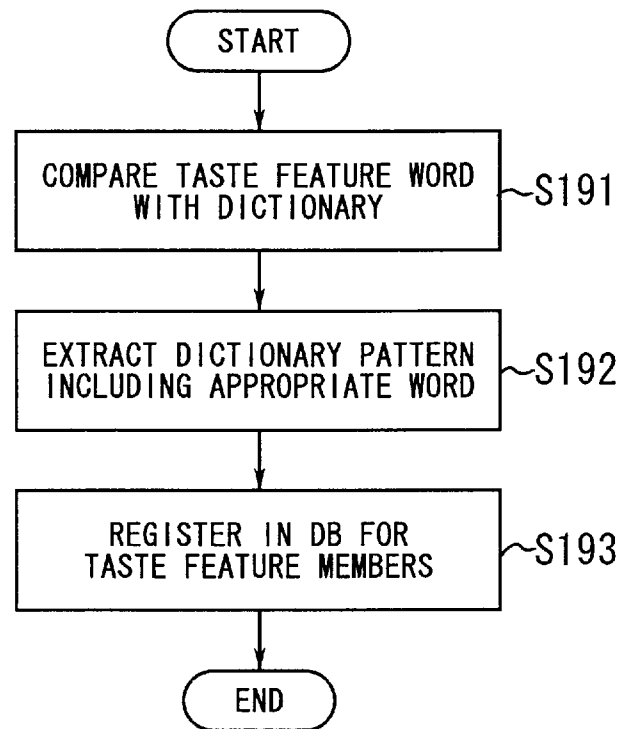 START
COMPARE TASTE FEATURE WORD
WITH DICTIONARY
S191
EXTRACT DICTIONARY PATTERN
INCLUDING APPROPRIATE WORD
S192
REGISTER IN DB FOR
TASTE FEATURE MEMBERS
S193
END